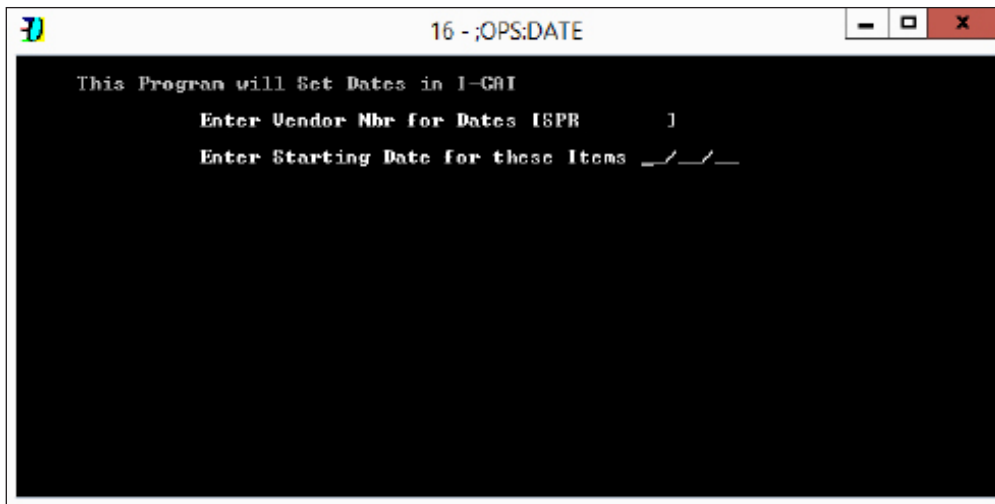 16 - ;OPS:DATE
This Program will Set Dates in I-CAT
Enter Vendor Nbr for Dates [SPR ]
Enter Starting Date for these Items __/__/__